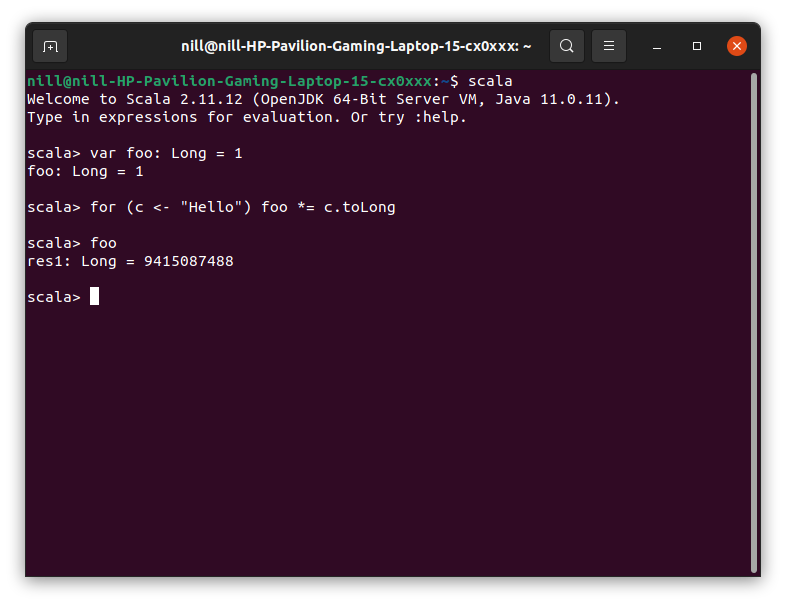 nill@nill-HP-Pavilion-Gaming-Laptop-15-cx0xxx: ~
nill@nill-HP-Pavilion-Gaming-Laptop-15-cx0xxx:~$ scala
Welcome to Scala 2.11.12 (OpenJDK 64-Bit Server VM, Java 11.0.11).
Type in expressions for evaluation. Or try :help.
scala> var foo: Long = 1
foo: Long = 1
scala> for (c <- "Hello") foo *= c.toLong
scala> foo
res1: Long = 9415087488
scala>